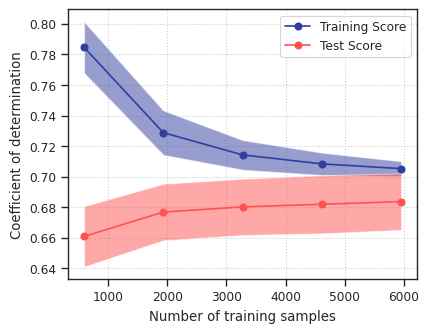 0.80
0.78
0.76
0.74
0.72
0.70
0.68
0.66
0.64
Coefficient of determination
Training Score
Test Score
1000 2000 3000 4000 5000 6000
Number of training samples